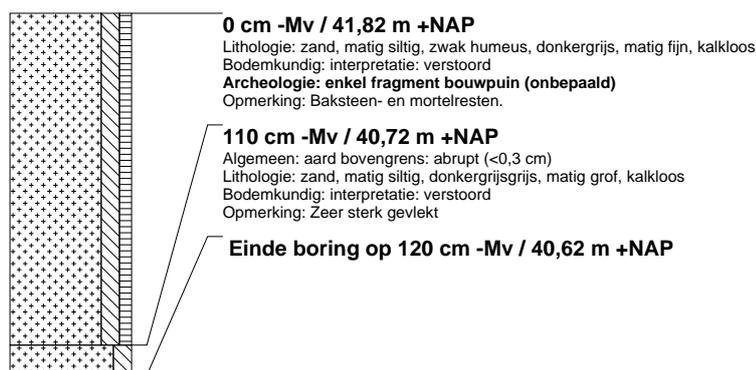 0 cm -Mv / 41,82 m +NAP
Lithologie: zand, matig siltig, zwak humeus, donkergrijs, matig fijn, kalkloos
Bodemkundig: interpretatie: verstoord
Archeologie: enkel fragment bouwpuin (onbepaald)
Opmerking: Baksteen- en mortelresten.
110 cm -Mv / 40,72 m +NAP
Algemeen: aard bovengrens: abrupt (<0,3 cm)
Lithologie: zand, matig siltig, donkergrijsgrijs, matig grof, kalkloos
Bodemkundig: interpretatie: verstoord
Opmerking: Zeer sterk gevlekt
Einde boring op 120 cm -Mv / 40,62 m +NAP